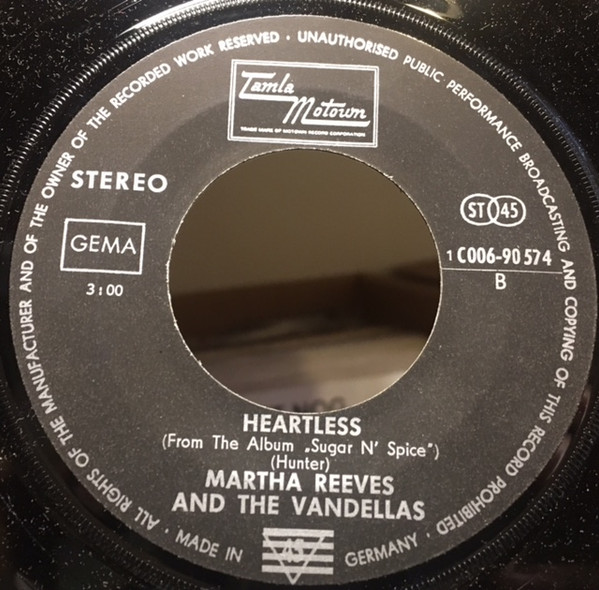 ALL RIGHTS OF THE MANUFACTURER AND OF THE OWNER OF THE RECORDED WORK RESERVED · UNAUTHORISED PUBLIC PERFORMANCE BROADCASTING AND COPYING OF THIS RECORD PROHIBITED
Tamla
Motown
TRADE MARK OF MOTOWN RECORD CORPORATION
STEREO
ST 45
GEMA
1 C006-90 574
3:00
B
HEARTLESS
(From The Album „Sugar N' Spice")
(Hunter)
MARTHA REEVES
AND THE VANDELLAS
· MADE IN 45 GERMANY ·